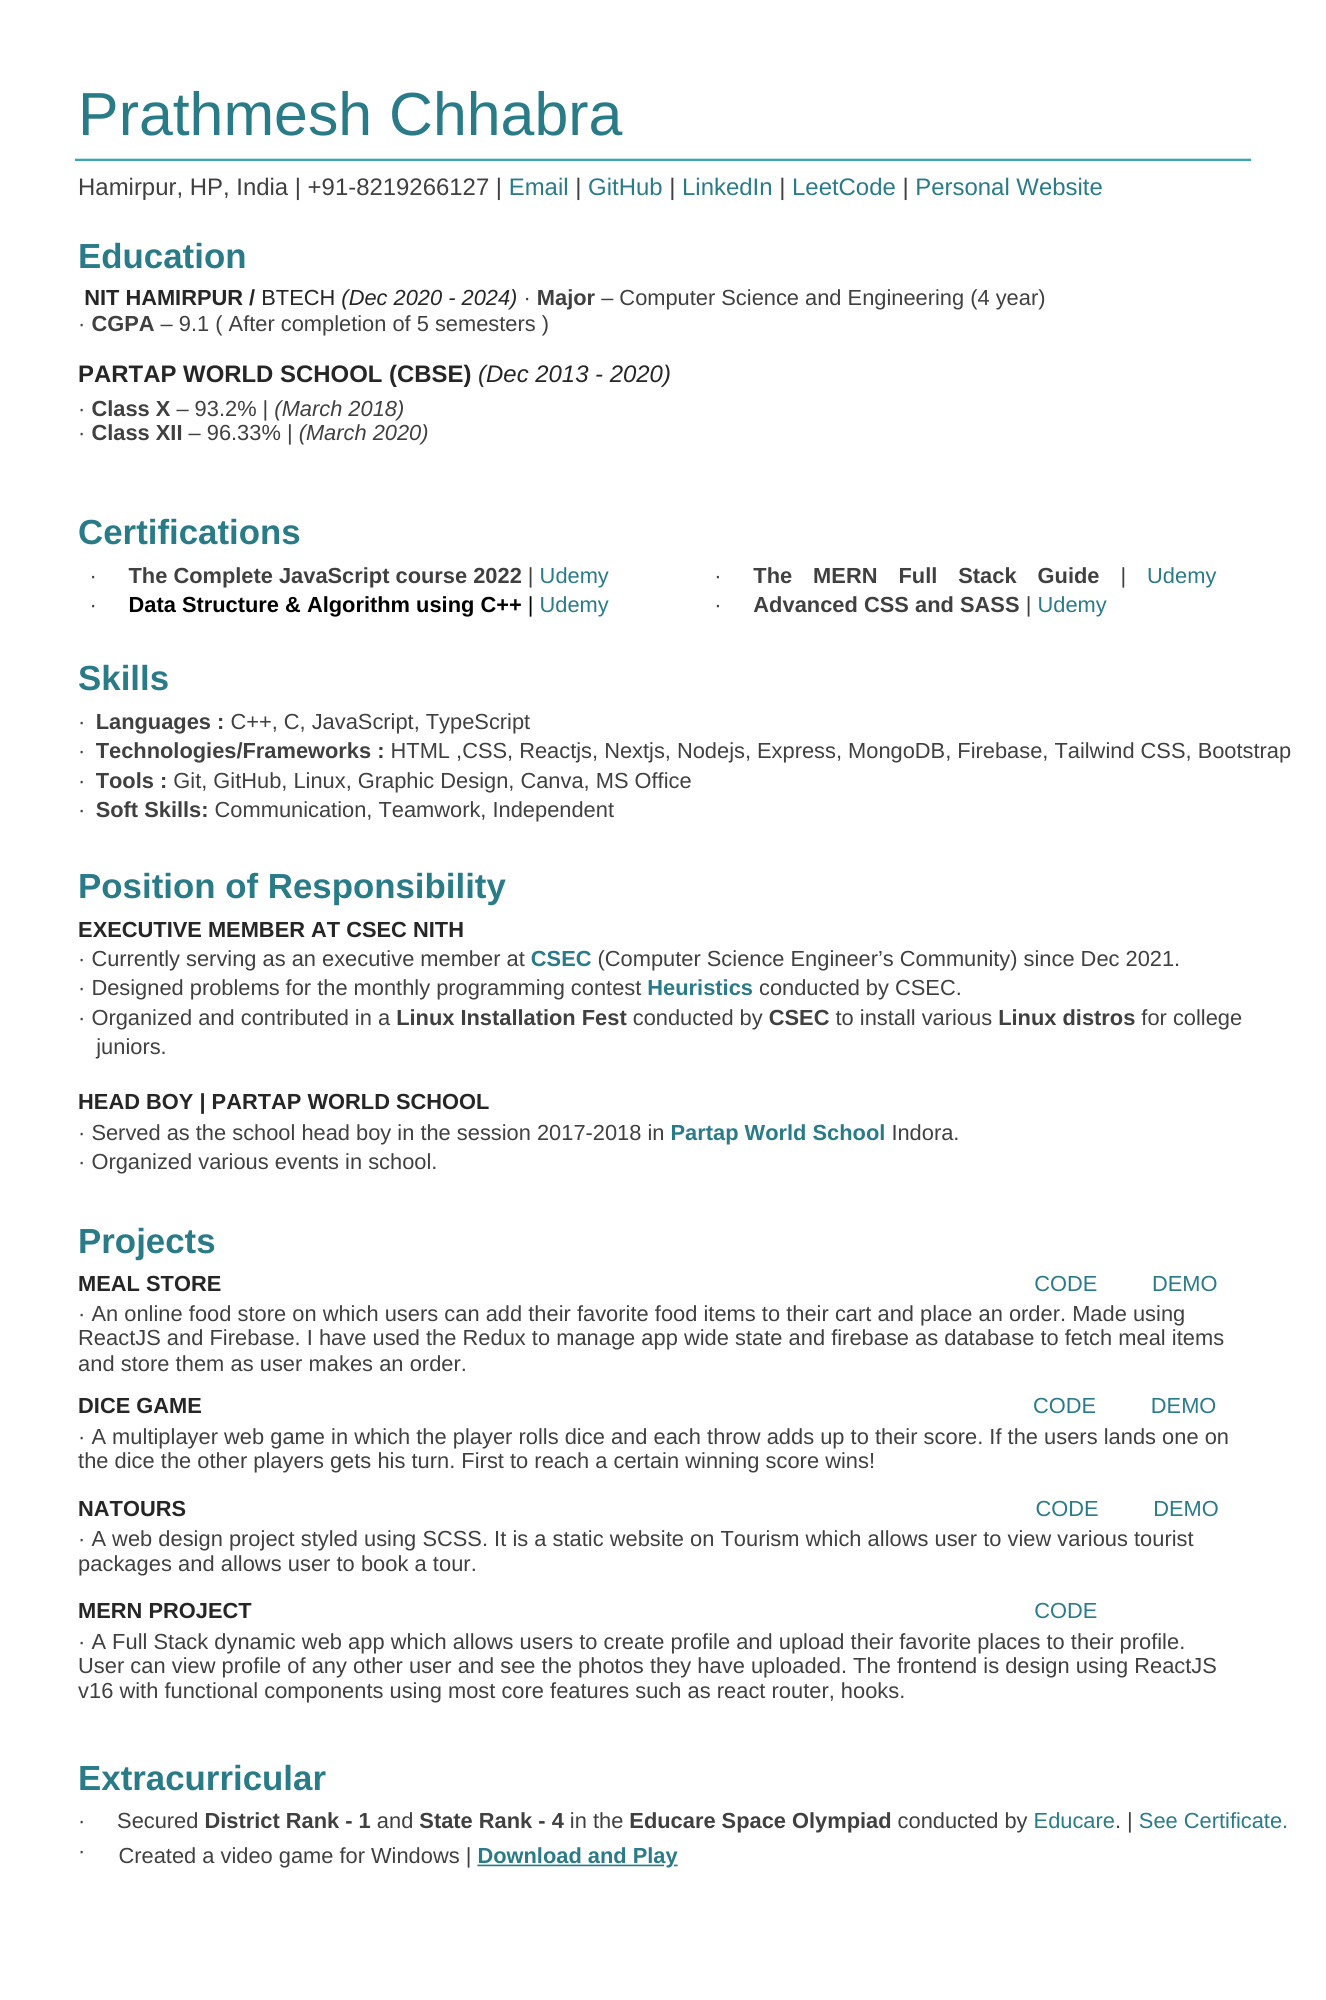 Prathmesh Chhabra
Hamirpur, HP, India | +91-8219266127 | Email | GitHub | LinkedIn | LeetCode | Personal Website
Education
NIT HAMIRPUR / BTECH (Dec 2020 - 2024) · Major – Computer Science and Engineering (4 year)
· CGPA – 9.1 ( After completion of 5 semesters )
PARTAP WORLD SCHOOL (CBSE) (Dec 2013 - 2020)
· Class X – 93.2% | (March 2018)
· Class XII – 96.33% | (March 2020)
Certifications
· The Complete JavaScript course 2022 | Udemy
· Data Structure & Algorithm using C++ | Udemy
· The MERN Full Stack Guide | Udemy
· Advanced CSS and SASS | Udemy
Skills
· Languages : C++, C, JavaScript, TypeScript
· Technologies/Frameworks : HTML ,CSS, Reactjs, Nextjs, Nodejs, Express, MongoDB, Firebase, Tailwind CSS, Bootstrap
· Tools : Git, GitHub, Linux, Graphic Design, Canva, MS Office
· Soft Skills: Communication, Teamwork, Independent
Position of Responsibility
EXECUTIVE MEMBER AT CSEC NITH
· Currently serving as an executive member at CSEC (Computer Science Engineer’s Community) since Dec 2021.
· Designed problems for the monthly programming contest Heuristics conducted by CSEC.
· Organized and contributed in a Linux Installation Fest conducted by CSEC to install various Linux distros for college
juniors.
HEAD BOY | PARTAP WORLD SCHOOL
· Served as the school head boy in the session 2017-2018 in Partap World School Indora.
· Organized various events in school.
Projects
MEAL STORE CODE DEMO
· An online food store on which users can add their favorite food items to their cart and place an order. Made using
ReactJS and Firebase. I have used the Redux to manage app wide state and firebase as database to fetch meal items
and store them as user makes an order.
DICE GAME CODE DEMO
· A multiplayer web game in which the player rolls dice and each throw adds up to their score. If the users lands one on
the dice the other players gets his turn. First to reach a certain winning score wins!
NATOURS CODE DEMO
· A web design project styled using SCSS. It is a static website on Tourism which allows user to view various tourist
packages and allows user to book a tour.
MERN PROJECT CODE
· A Full Stack dynamic web app which allows users to create profile and upload their favorite places to their profile.
User can view profile of any other user and see the photos they have uploaded. The frontend is design using ReactJS
v16 with functional components using most core features such as react router, hooks.
Extracurricular
· Secured District Rank - 1 and State Rank - 4 in the Educare Space Olympiad conducted by Educare. | See Certificate.
· Created a video game for Windows | Download and Play